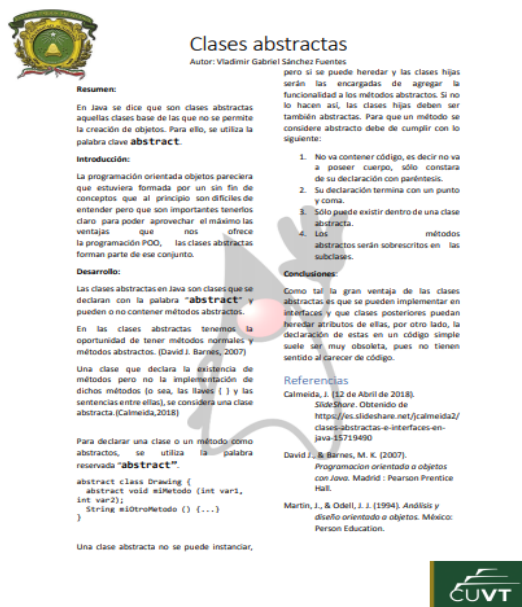 Clases abstractas
Autor: Vladimir Gabriel Sánchez Fuentes
Resumen:
En Java se dice que son clases abstractas
aquellas clases base de las que no se permite
la creación de objetos. Para ello, se utiliza la
palabra clave abstract.
Introducción:
La programación orientada objetos pareciera
que estuviera formada por un sin fin de
conceptos que al principio son difíciles de
entender pero que son importantes tenerlos
claro para poder aprovechar el máximo las
ventajas que nos ofrece
la programación POO, las clases abstractas
forman parte de ese conjunto.
Desarrollo:
Las clases abstractas en Java son clases que se
declaran con la palabra "abstract" y
pueden o no contener métodos abstractos.
En las clases abstractas tenemos la
oportunidad de tener métodos normales y
métodos abstractos. (David J. Barnes, 2007)
Una clase que declara la existencia de
métodos pero no la implementación de
dichos métodos (o sea, las llaves { } y las
sentencias entre ellas), se considera una clase
abstracta.(Calmeida,2018)
Para declarar una clase o un método como
abstractos, se utiliza la palabra
reservada "abstract".
abstract class Drawing {
abstract void miMetodo (int var1,
int var2);
String miOtroMetodo () {...}
}
Una clase abstracta no se puede instanciar,
pero si se puede heredar y las clases hijas
serán las encargadas de agregar la
funcionalidad a los métodos abstractos. Si no
lo hacen así, las clases hijas deben ser
también abstractas. Para que un método se
considere abstracto debe de cumplir con lo
siguiente:
1. No va contener código, es decir no va
a poseer cuerpo, sólo constara
de su declaración con paréntesis.
2. Su declaración termina con un punto
y coma.
3. Sólo puede existir dentro de una clase
abstracta.
4. Los métodos
abstractos serán sobrescritos en las
subclases.
Conclusiones:
Como tal la gran ventaja de las clases
abstractas es que se pueden implementar en
interfaces y que clases posteriores puedan
heredar atributos de ellas, por otro lado, la
declaración de estas en un código simple
suele ser muy obsoleta, pues no tienen
sentido al carecer de código.
Referencias
Calmeida, J. (12 de Abril de 2018).
SlideShare. Obtenido de
https://es.slideshare.net/jcalmeida2/
clases-abstractas-e-interfaces-en-
java-15719490
David J., & Barnes, M. K. (2007).
Programacion orientada a objetos
con Java. Madrid : Pearson Prentice
Hall.
Martin, J., & Odell, J. J. (1994). Análisis y
diseño orientado a objetos. México:
Person Education.
CUVT